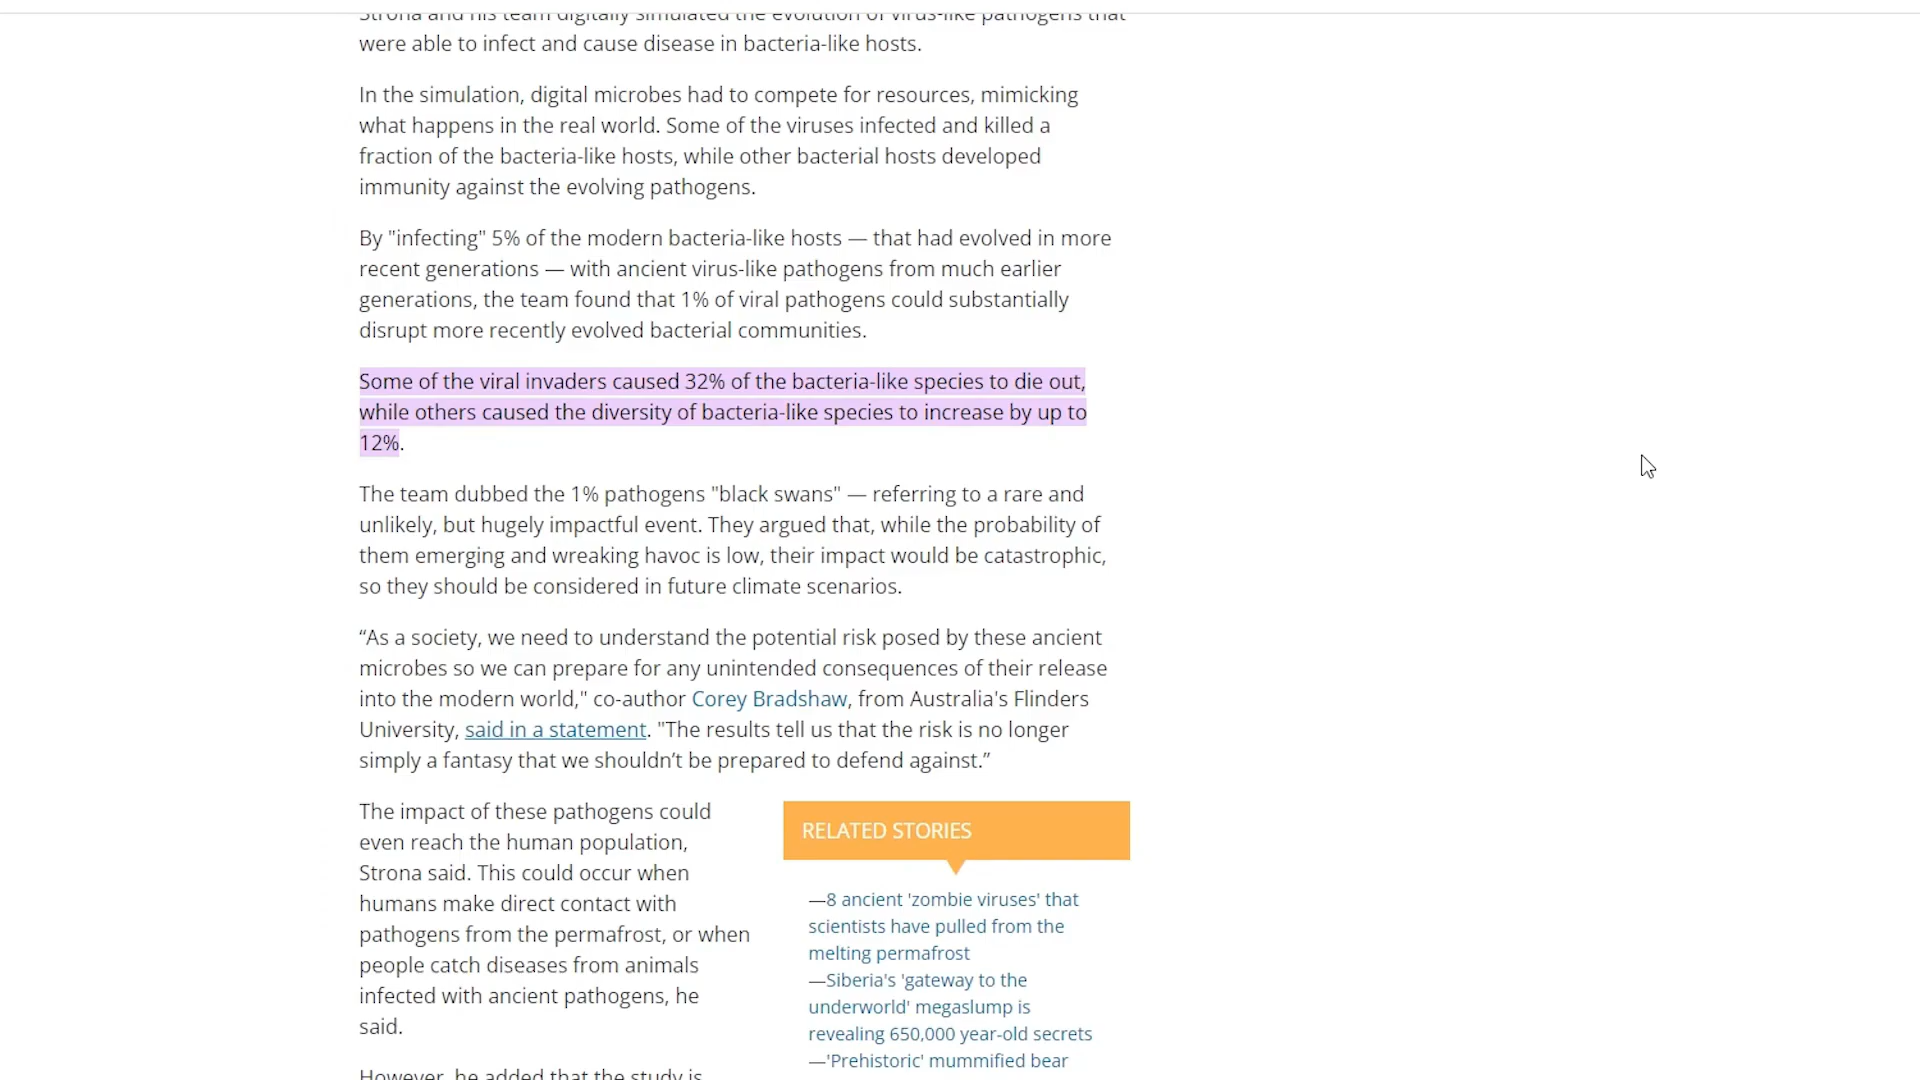 Strona and his team digitally simulated the evolution of virus-like pathogens that
were able to infect and cause disease in bacteria-like hosts.
In the simulation, digital microbes had to compete for resources, mimicking
what happens in the real world. Some of the viruses infected and killed a
fraction of the bacteria-like hosts, while other bacterial hosts developed
immunity against the evolving pathogens.
By "infecting" 5% of the modern bacteria-like hosts — that had evolved in more
recent generations — with ancient virus-like pathogens from much earlier
generations, the team found that 1% of viral pathogens could substantially
disrupt more recently evolved bacterial communities.
Some of the viral invaders caused 32% of the bacteria-like species to die out,
while others caused the diversity of bacteria-like species to increase by up to
12%.
The team dubbed the 1% pathogens "black swans" — referring to a rare and
unlikely, but hugely impactful event. They argued that, while the probability of
them emerging and wreaking havoc is low, their impact would be catastrophic,
so they should be considered in future climate scenarios.
“As a society, we need to understand the potential risk posed by these ancient
microbes so we can prepare for any unintended consequences of their release
into the modern world," co-author Corey Bradshaw, from Australia's Flinders
University, said in a statement. "The results tell us that the risk is no longer
simply a fantasy that we shouldn’t be prepared to defend against.”
The impact of these pathogens could
even reach the human population,
Strona said. This could occur when
humans make direct contact with
pathogens from the permafrost, or when
people catch diseases from animals
infected with ancient pathogens, he
said.
However, he added that the study is
RELATED STORIES
—8 ancient 'zombie viruses' that
scientists have pulled from the
melting permafrost
—Siberia's 'gateway to the
underworld' megaslump is
revealing 650,000 year-old secrets
—'Prehistoric' mummified bear